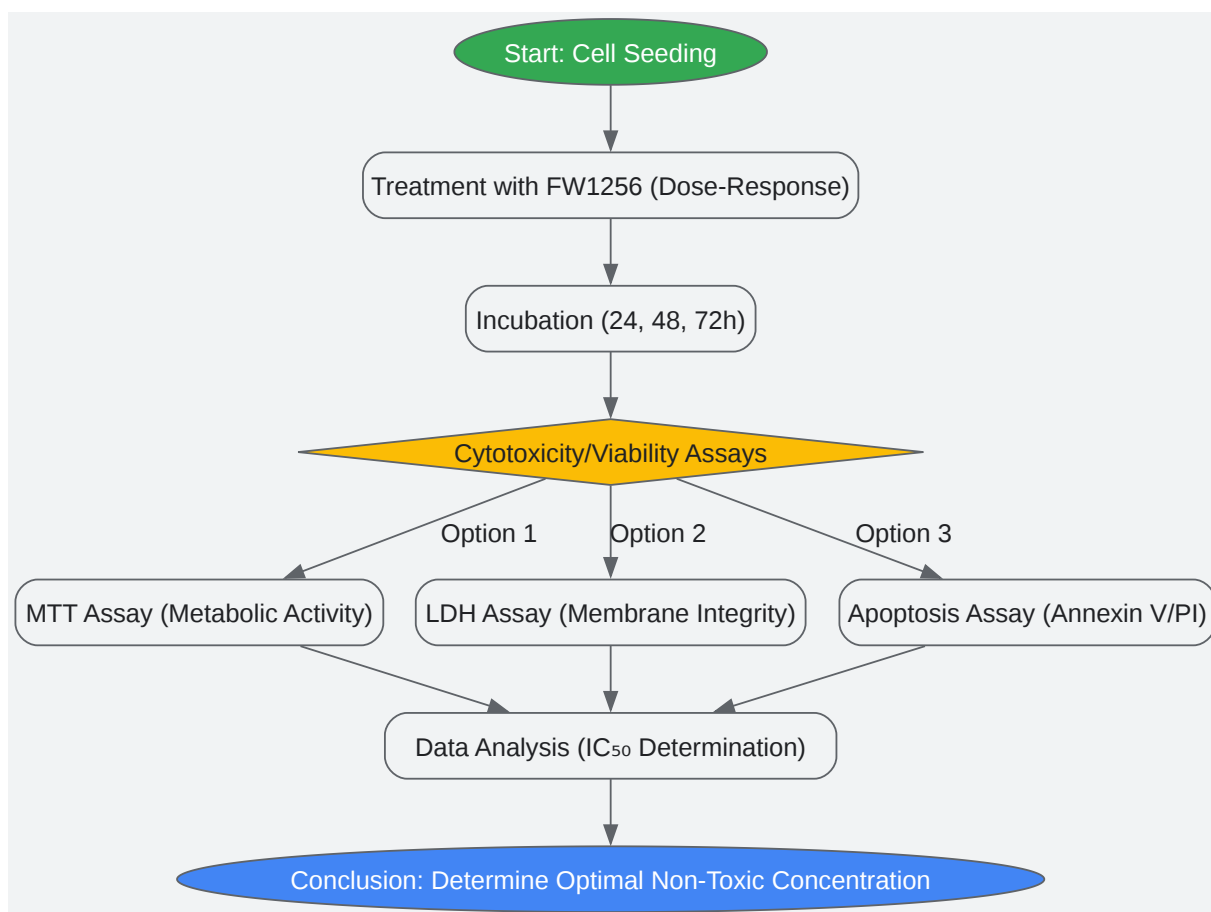 Start: Cell Seeding
Treatment with FW1256 (Dose-Response)
Incubation (24, 48, 72h)
Cytotoxicity/Viability Assays
Option 1
Option 2
Option 3
MTT Assay (Metabolic Activity)
LDH Assay (Membrane Integrity)
Apoptosis Assay (Annexin V/PI)
Data Analysis (IC₅₀ Determination)
Conclusion: Determine Optimal Non-Toxic Concentration